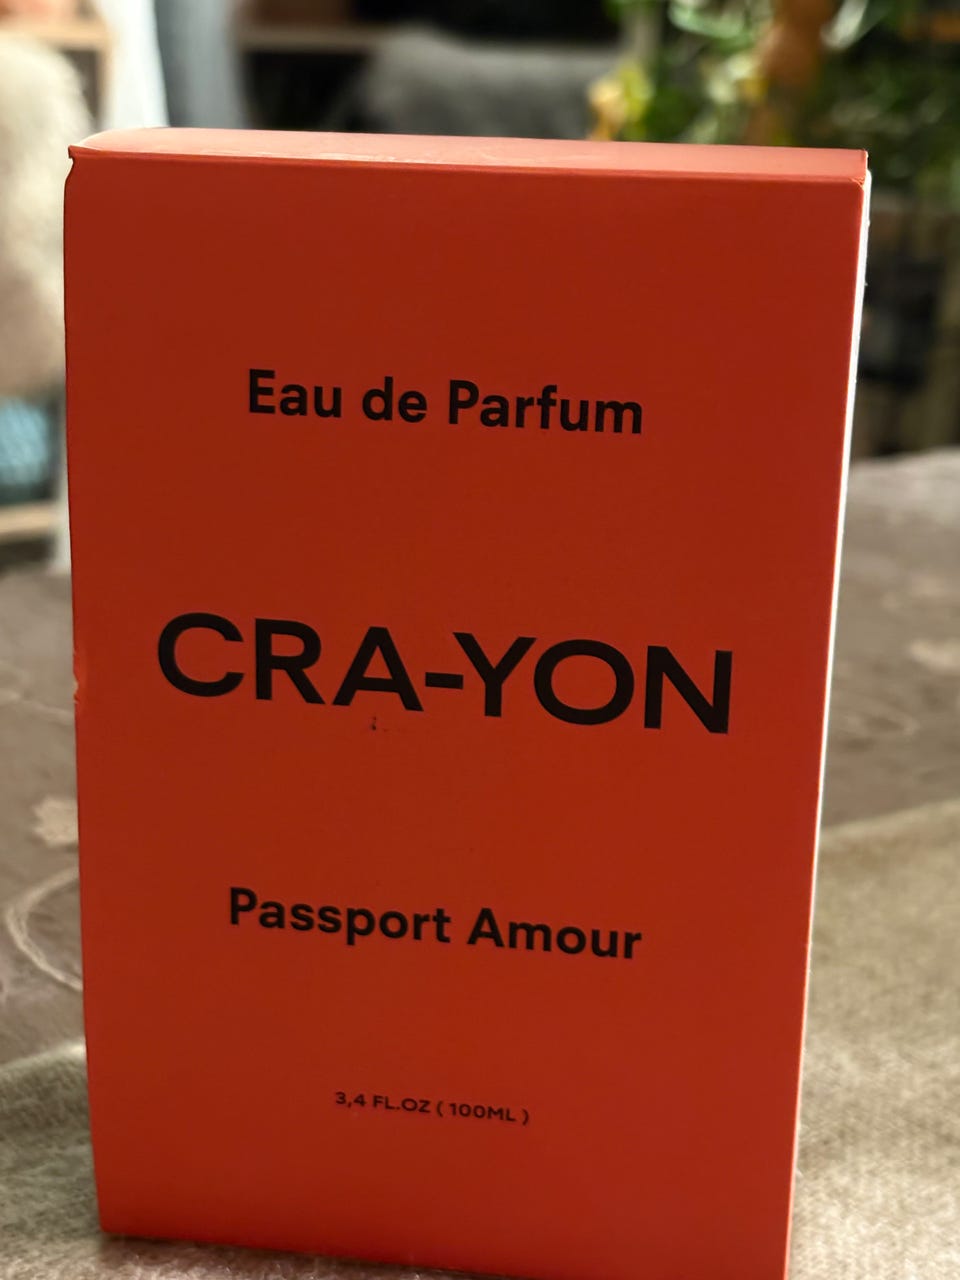 Eau de Parfum
CRA-YON
Passport Amour
3,4 FL.OZ ( 100ML )